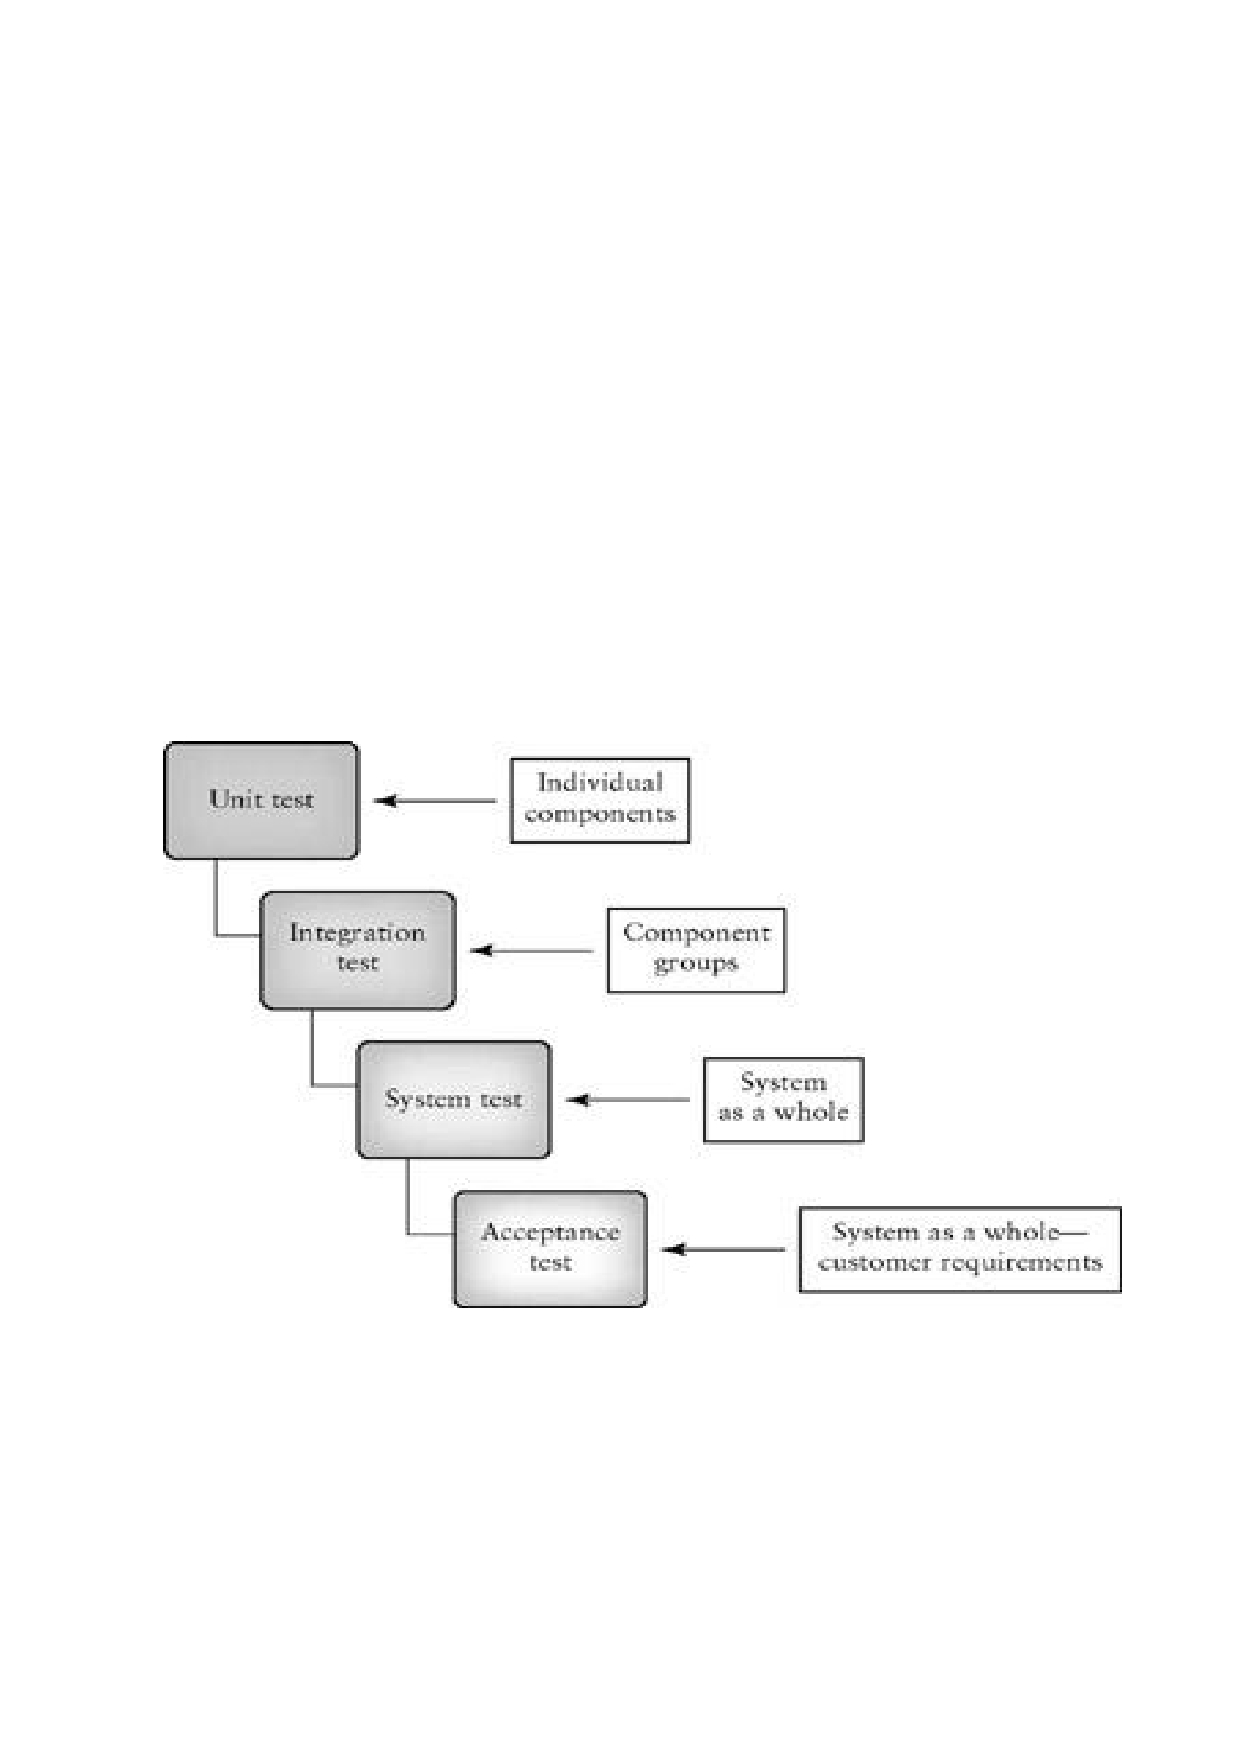 Unit test
Individual
components
Integration
test
Component
groups
System test
System
as a whole
Acceptance
test
System as a whole—
customer requirements